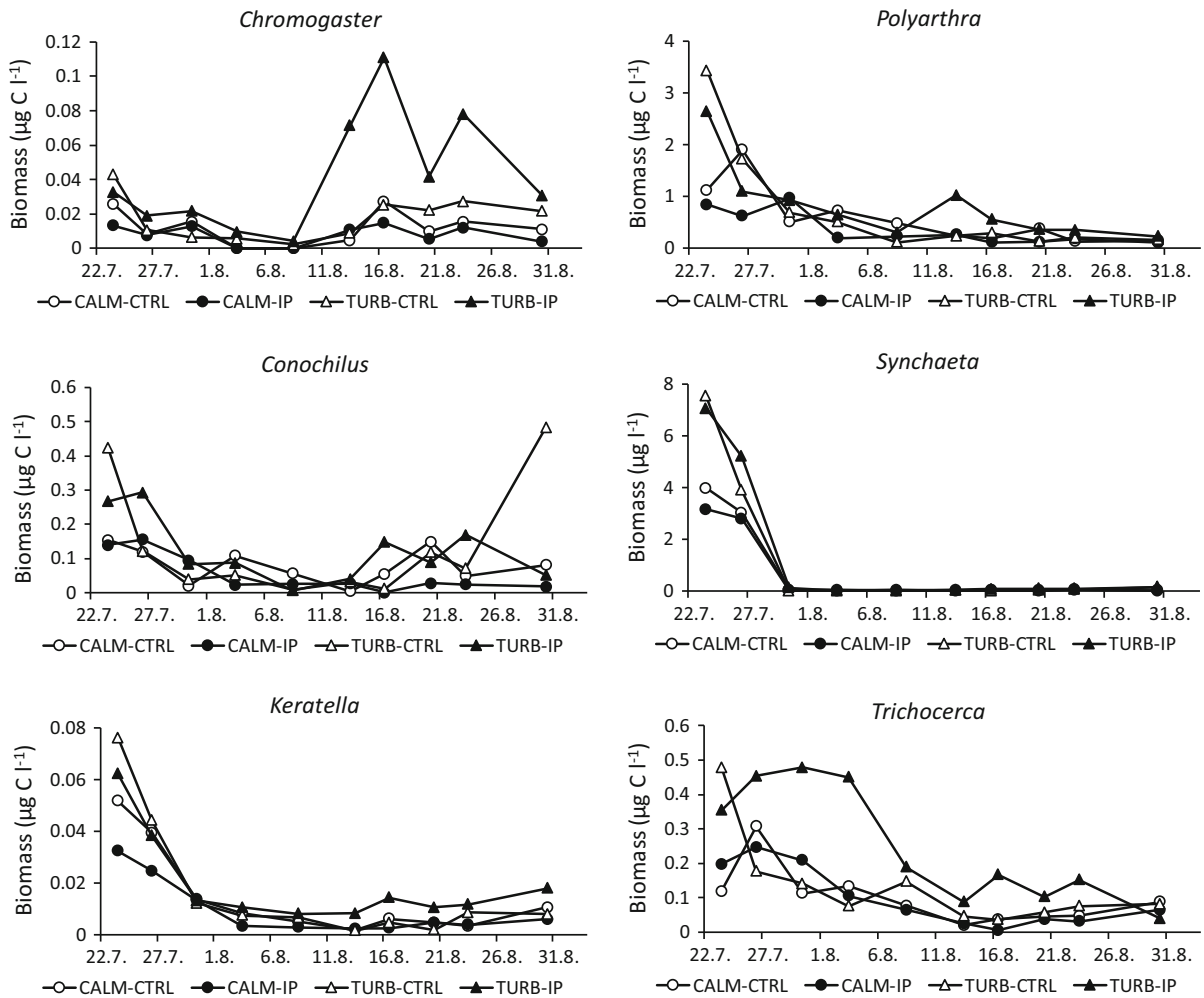 Chromogaster
Biomass (µg C l-1)
0.12
0.1
0.08
0.06
0.04
0.02
0
22.7. 27.7. 1.8. 6.8. 11.8. 16.8. 21.8. 26.8. 31.8.
CALM-CTRL CALM-IP TURB-CTRL TURB-IP
Polyarthra
Biomass (µg C l-1)
4
3
2
1
0
22.7. 27.7. 1.8. 6.8. 11.8. 16.8. 21.8. 26.8. 31.8.
CALM-CTRL CALM-IP TURB-CTRL TURB-IP
Conochilus
Biomass (µg C l-1)
0.6
0.5
0.4
0.3
0.2
0.1
0
22.7. 27.7. 1.8. 6.8. 11.8. 16.8. 21.8. 26.8. 31.8.
CALM-CTRL CALM-IP TURB-CTRL TURB-IP
Synchaeta
Biomass (µg l-1)
8
6
4
2
0
22.7. 27.7. 1.8. 6.8. 11.8. 16.8. 21.8. 26.8. 31.8.
CALM-CTRL CALM-IP TURB-CTRL TURB-IP
Keratella
Biomass (µg C l-1)
0.08
0.06
0.04
0.02
0
22.7. 27.7. 1.8. 6.8. 11.8. 16.8. 21.8. 26.8. 31.8.
CALM-CTRL CALM-IP TURB-CTRL TURB-IP
Trichocerca
Biomass (µg C l-1)
0.6
0.5
0.4
0.3
0.2
0.1
0
22.7. 27.7. 1.8. 6.8. 11.8. 16.8. 21.8. 26.8. 31.8.
CALM-CTRL CALM-IP TURB-CTRL TURB-IP